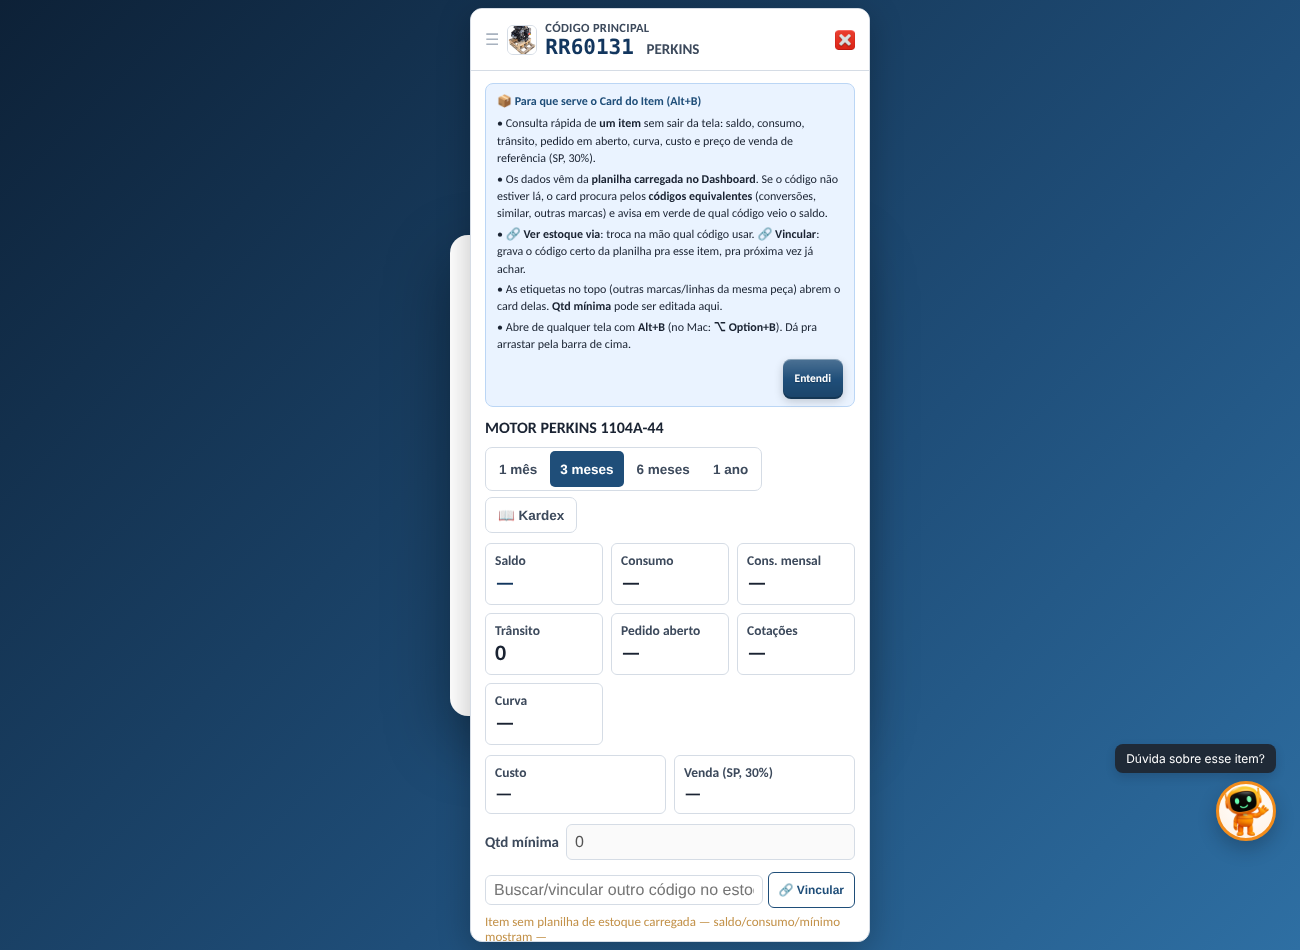 CÓDIGO PRINCIPAL
RR60131 PERKINS
Para que serve o Card do Item (Alt+B)
• Consulta rápida de um item sem sair da tela: saldo, consumo,
trânsito, pedido em aberto, curva, custo e preço de venda de
referência (SP, 30%).
• Os dados vêm da planilha carregada no Dashboard. Se o código não
estiver lá, o card procura pelos códigos equivalentes (conversões,
similar, outras marcas) e avisa em verde de qual código veio o saldo.
• 🔗 Ver estoque via: troca na mão qual código usar. 🔗 Vincular:
grava o código certo da planilha pra esse item, pra próxima vez já
achar.
• As etiquetas no topo (outras marcas/linhas da mesma peça) abrem o
card delas. Qtd mínima pode ser editada aqui.
• Abre de qualquer tela com Alt+B (no Mac: ⌥ Option+B). Dá pra
arrastar pela barra de cima.
Entendi
MOTOR PERKINS 1104A-44
1 mês 3 meses 6 meses 1 ano
Kardex
Saldo Consumo Cons. mensal
— — —
Trânsito Pedido aberto Cotações
0 — —
Curva
—
Custo Venda (SP, 30%)
— —
Qtd mínima 0
Buscar/vincular outro código no esto 🔗 Vincular
Item sem planilha de estoque carregada — saldo/consumo/mínimo
mostram —
Dúvida sobre esse item?